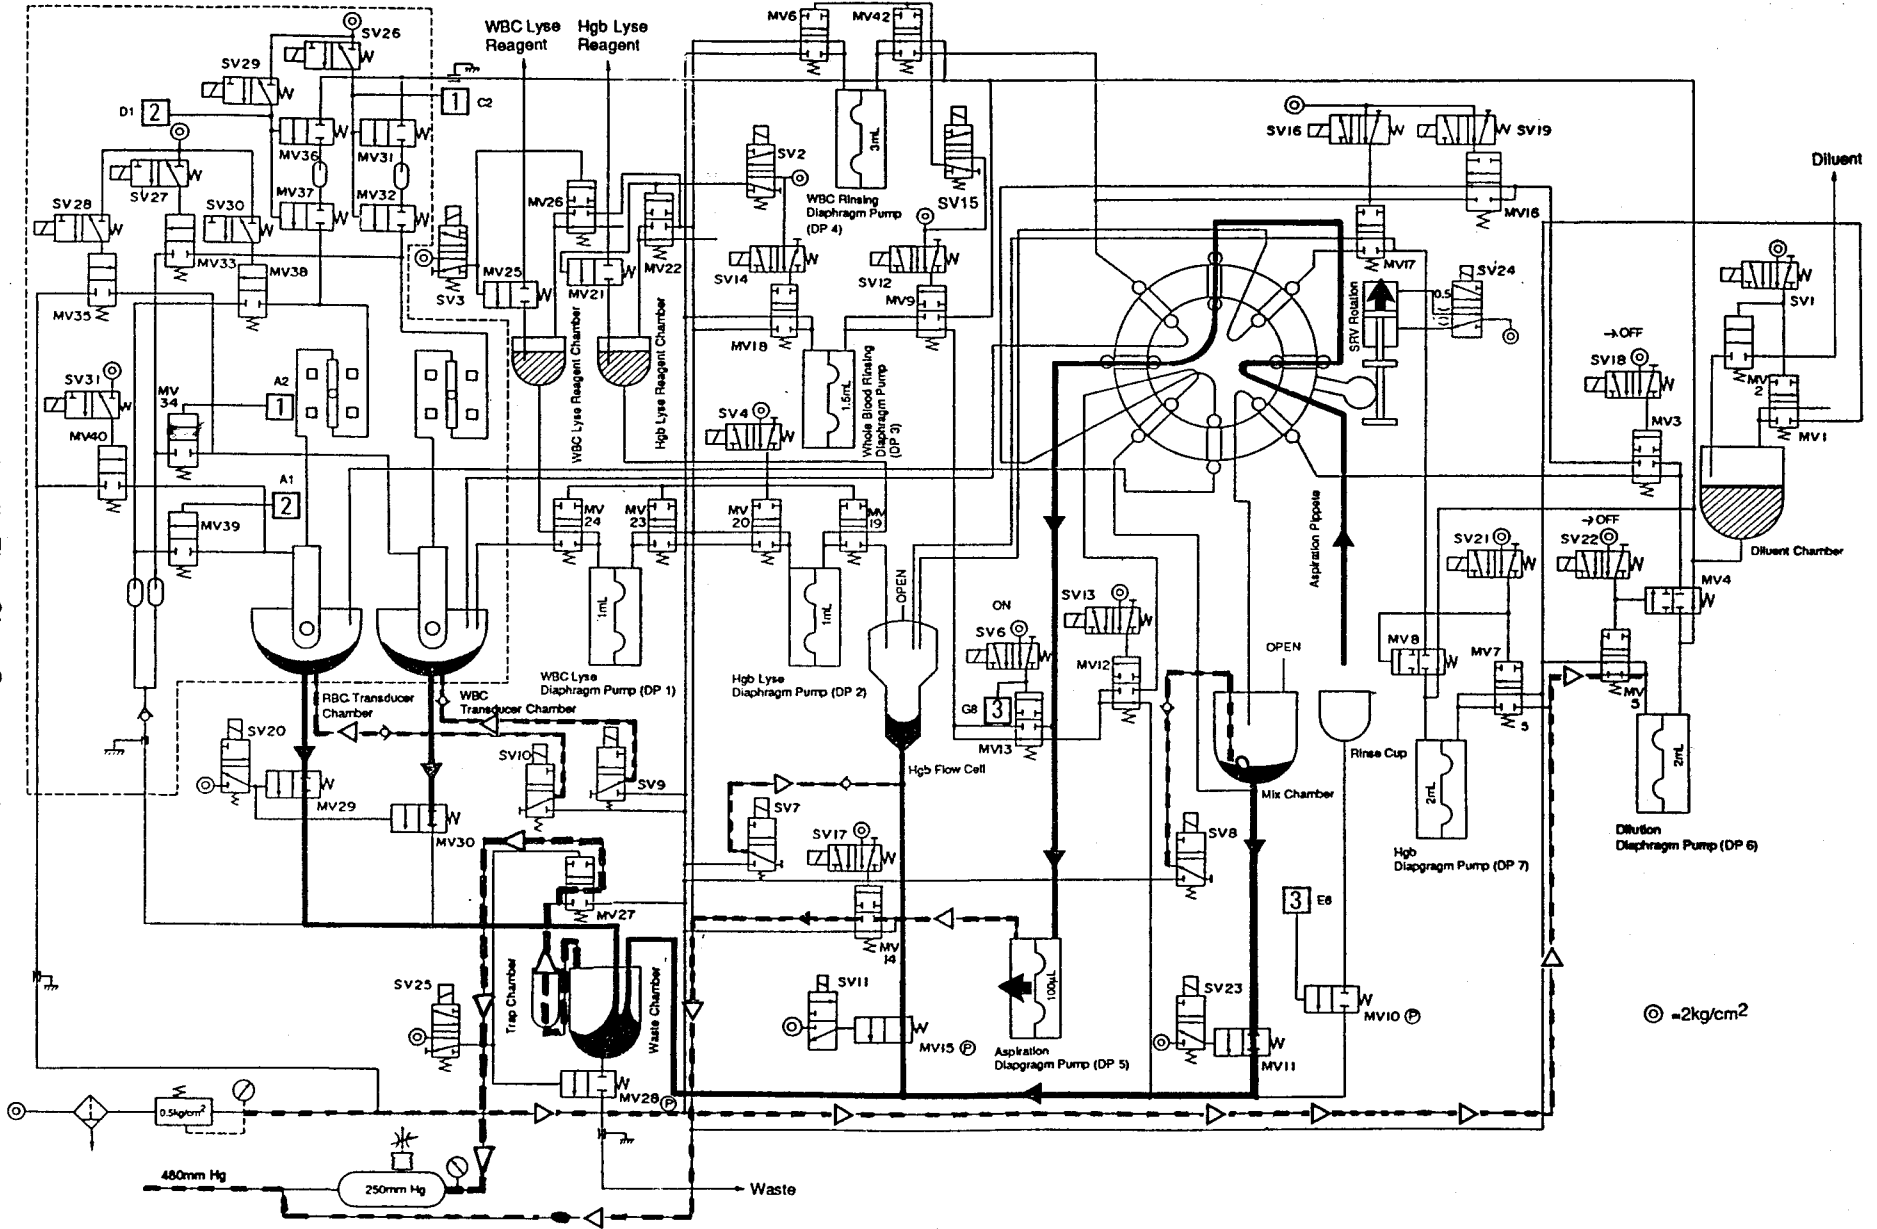 WBC Lyse
Reagent
Hgb Lyse
Reagent
MV6
MV42
SV26
SV29
D1
2
1
C2
MV36
MV31
3mL
SV16
SV19
SV2
Diluent
SV27
MV37
MV32
SV28
SV30
MV26
WBC Rinsing
Diaphragm Pump
(DP 4)
SV15
MV16
MV33
MV38
SV3
MV25
MV21
MV22
SV14
SV12
MV17
SV24
0.5
SV1
MV35
MV9
MV18
SRV Rotation
→OFF
SV18
WBC Lyse Reagent Chamber
Hgb Lyse Reagent Chamber
1.5mL
Whole Blood Rinsing
Diaphragm Pump
(DP 3)
SV31
MV
34
A2
1
MV
2
MV3
MV1
SV4
MV40
A1
2
MV39
MV
24
MV
23
MV
20
MV
19
Aspiration Pippete
→OFF
SV21
SV22
Diluent Chamber
1mL
1mL
OPEN
ON
SV6
SV13
MV4
MV8
MV7
MV12
OPEN
WBC Lyse
Diaphragm Pump (DP 1)
Hgb Lyse
Diaphragm Pump (DP 2)
RBC Transducer
Chamber
WBC
Transducer Chamber
G8
3
MV13
MV
5
5
SV20
SV10
SV9
Hgb Flow Cell
Rinse Cup
2mL
2mL
MV29
MV30
SV7
SV17
Mix Chamber
SV8
Dilution
Diaphragm Pump (DP 6)
Hgb
Diapgragm Pump (DP 7)
MV27
MV
14
3
E6
Trap Chamber
Waste Chamber
SV25
SV11
100µL
SV23
MV10 Ⓟ
◎ =2kg/cm2
MV15 Ⓟ
Aspiration
Diapgragm Pump (DP 5)
MV11
MV28 Ⓟ
0.5kg/cm2
480mm Hg
250mm Hg
Waste